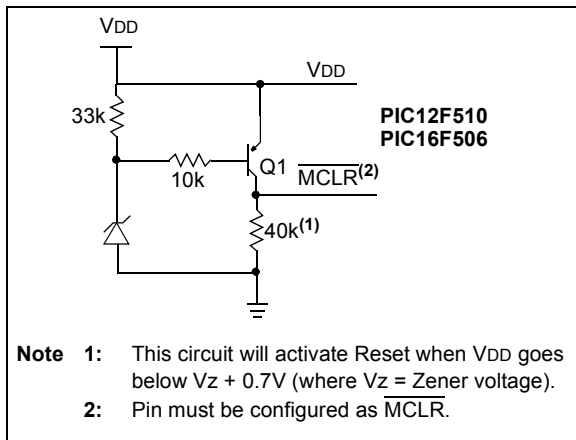 VDD
VDD
33k
PIC12F510
PIC16F506
Q1
MCLR(2)
10k
40k(1)
Note 1: This circuit will activate Reset when VDD goes
below Vz + 0.7V (where Vz = Zener voltage).
2: Pin must be configured as MCLR.